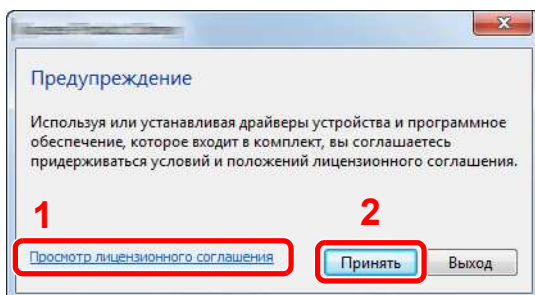 Предупреждение
Используя или устанавливая драйверы устройства и программное
обеспечение, которое входит в комплект, вы соглашаетесь
придерживаться условий и положений лицензионного соглашения.
1
2
Просмотр лицензионного соглашения
Принять
Выход